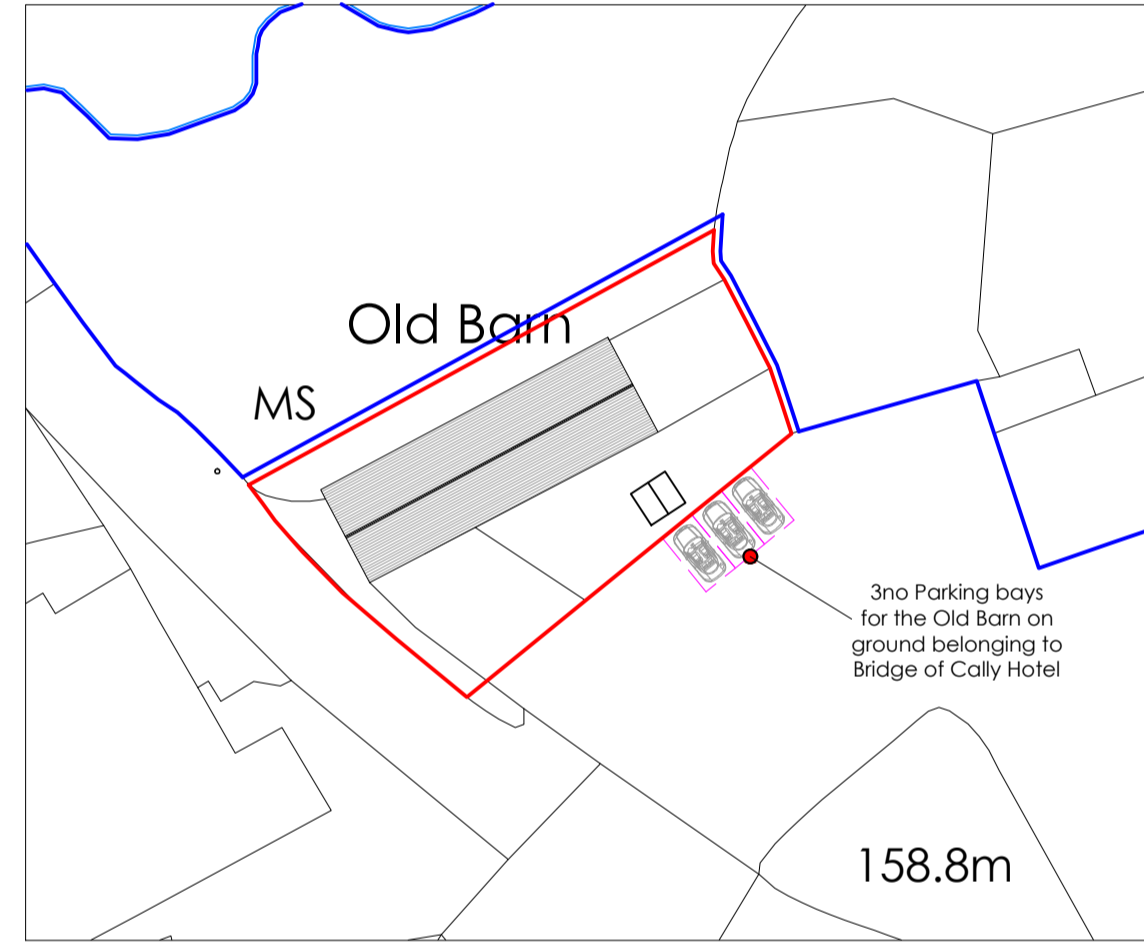 Old Barn
MS
3no Parking bays
for the Old Barn on
ground belonging to
Bridge of Cally Hotel
158.8m